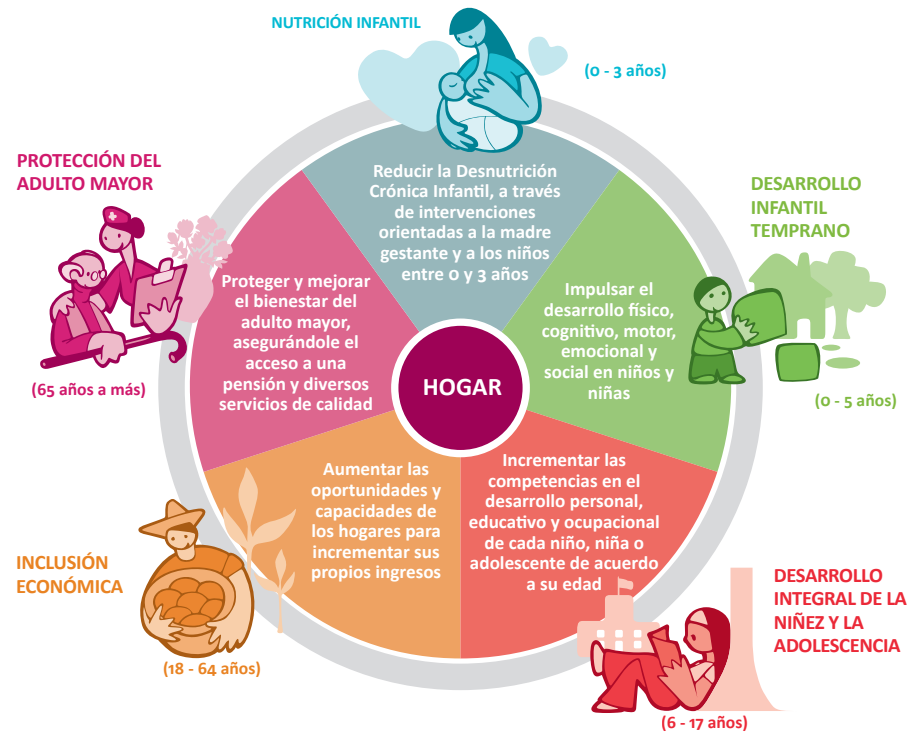 NUTRICIÓN INFANTIL
(0 - 3 años)
Reducir la Desnutrición
Crónica Infantil, a través
de intervenciones
orientadas a la madre
gestante y a los niños
entre 0 y 3 años
DESARROLLO
INFANTIL
TEMPRANO
Impulsar el
desarrollo físico,
cognitivo, motor,
emocional y
social en niños y
niñas
(0 - 5 años)
DESARROLLO
INTEGRAL DE LA
NIÑEZ Y LA
ADOLESCENCIA
Incrementar las
competencias en el
desarrollo personal,
educativo y ocupacional
de cada niño, niña o
adolescente de acuerdo
a su edad
(6 - 17 años)
INCLUSIÓN
ECONÓMICA
Aumentar las
oportunidades y
capacidades de
los hogares para
incrementar sus
propios ingresos
(18 - 64 años)
PROTECCIÓN DEL
ADULTO MAYOR
Proteger y mejorar
el bienestar del
adulto mayor,
asegurándole el
acceso a una
pensión y diversos
servicios de calidad
(65 años a más)
HOGAR